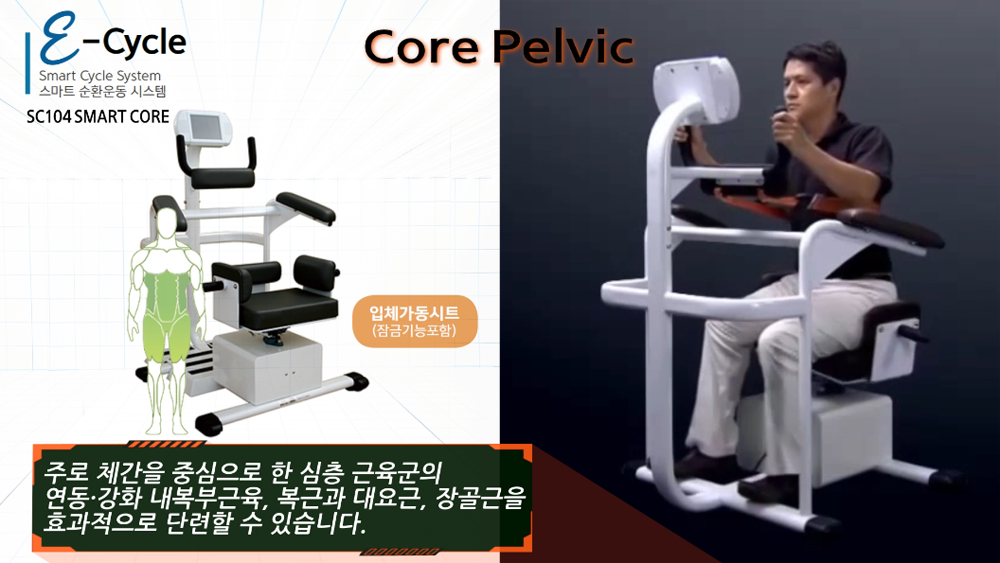 E-Cycle
Smart Cycle System
스마트 순환운동 시스템
SC104 SMART CORE
Core Pelvic
입체가동시트
(잠금기능포함)
주로 체간을 중심으로 한 심층 근육군의
연동·강화 내복부근육, 복근과 대요근, 장골근을
효과적으로 단련할 수 있습니다.